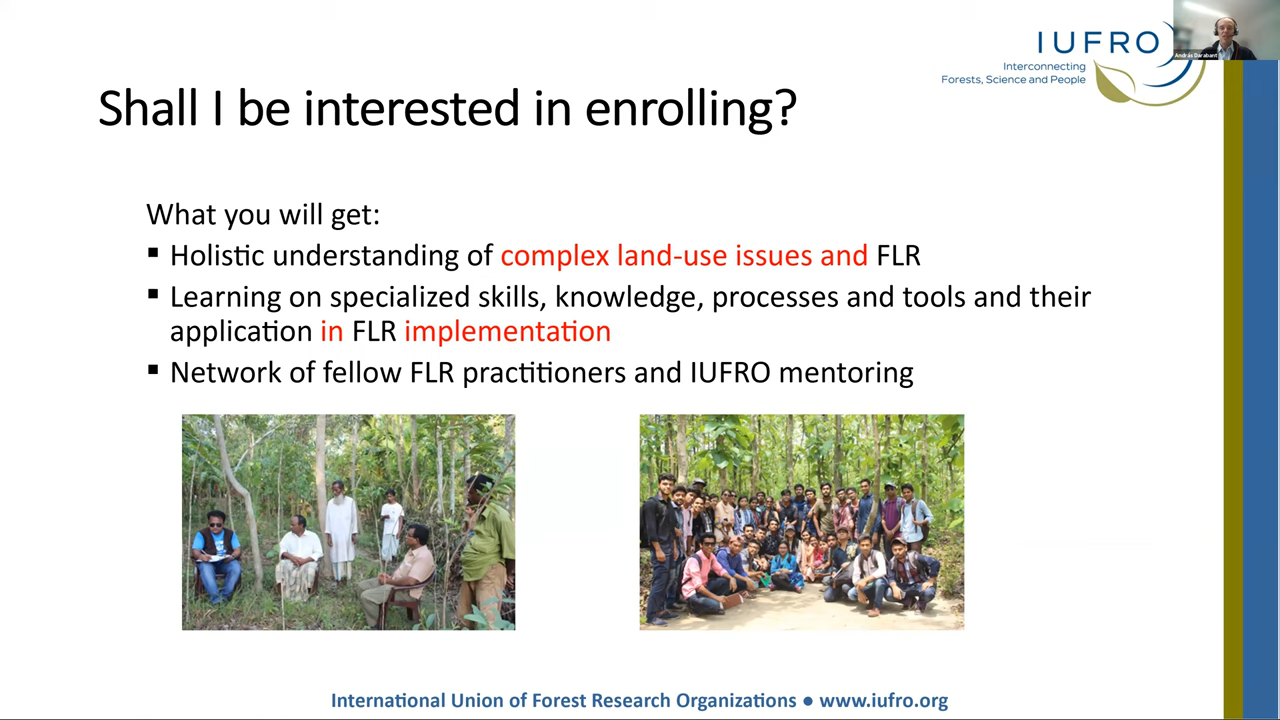 IUFRO
Interconnecting
Forests, Science and People
András Darabant
Shall I be interested in enrolling?
What you will get:
▪ Holistic understanding of complex land-use issues and FLR
▪ Learning on specialized skills, knowledge, processes and tools and their
application in FLR implementation
▪ Network of fellow FLR practitioners and IUFRO mentoring
International Union of Forest Research Organizations ● www.iufro.org